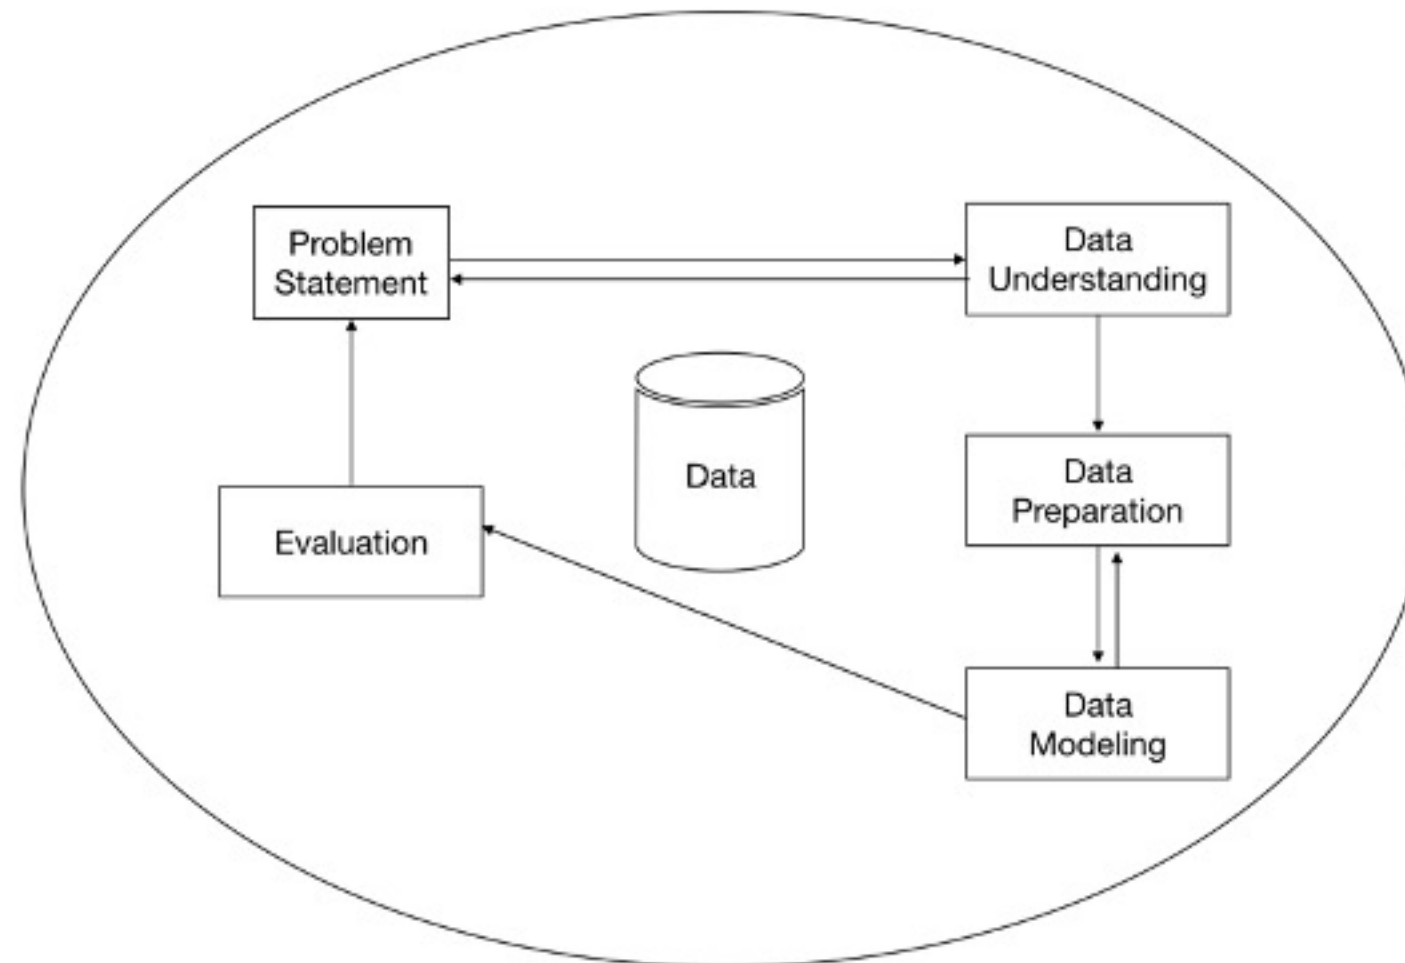 Problem
Statement
Data
Understanding
Data
Data
Preparation
Evaluation
Data
Modeling